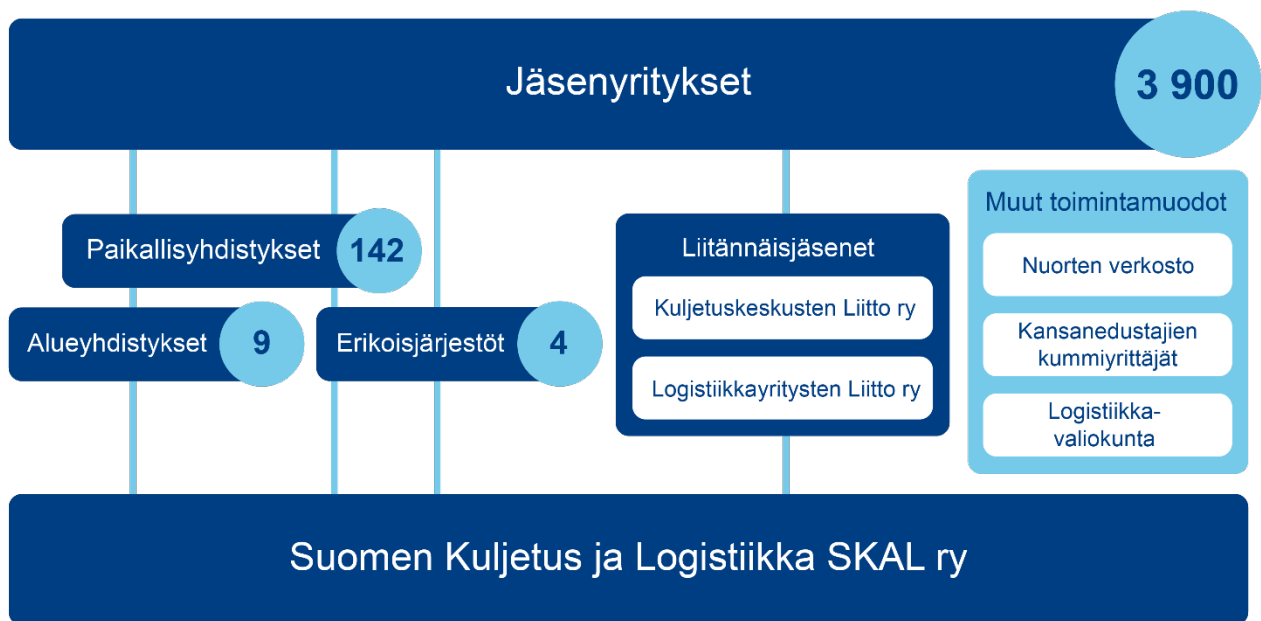 Jäsenyritykset
3 900
Paikallisyhdistykset
142
Alueyhdistykset
9
Erikoisjärjestöt
4
Liitännäisjäsenet
Kuljetuskeskusten Liitto ry
Logistiikkayritysten Liitto ry
Muut toimintamuodot
Nuorten verkosto
Kansanedustajien
kummiyrittäjät
Logistiikka-
valiokunta
Suomen Kuljetus ja Logistiikka SKAL ry